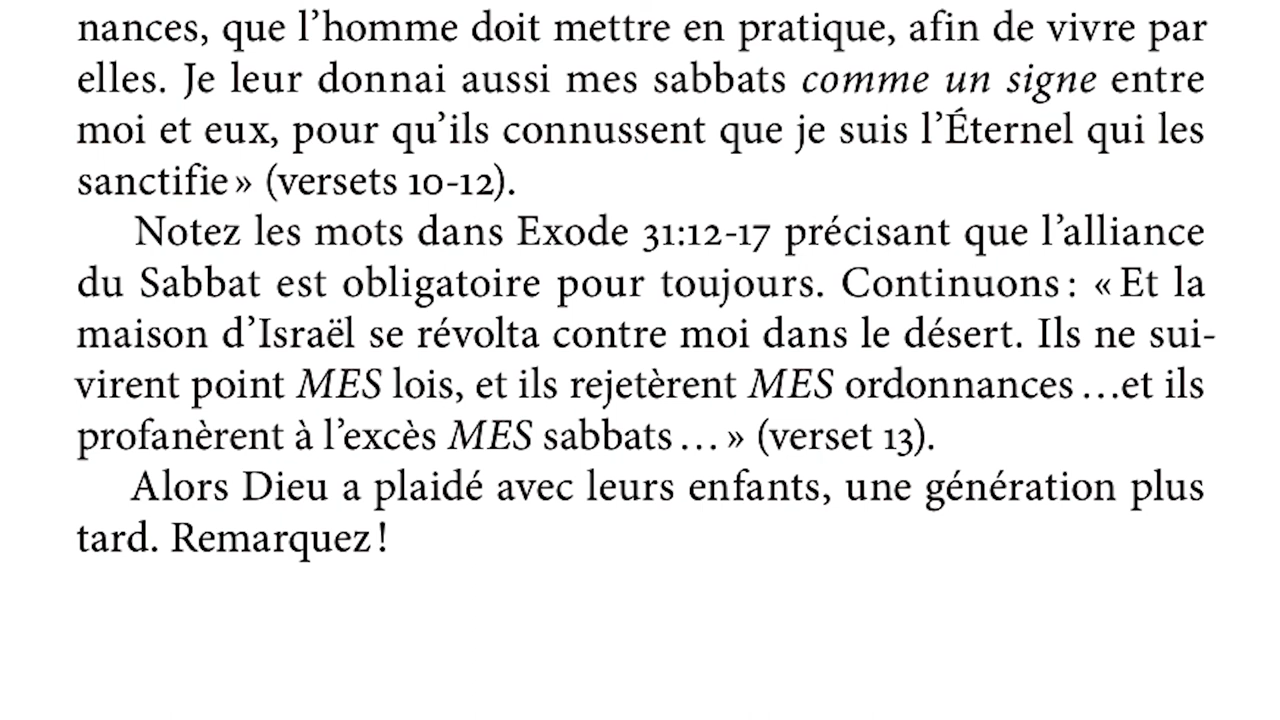 nances, que l’homme doit mettre en pratique, afin de vivre par
elles. Je leur donnai aussi mes sabbats comme un signe entre
moi et eux, pour qu’ils connussent que je suis l’Éternel qui les
sanctifie » (versets 10-12).
Notez les mots dans Exode 31:12-17 précisant que l’alliance
du Sabbat est obligatoire pour toujours. Continuons : « Et la
maison d’Israël se révolta contre moi dans le désert. Ils ne sui-
virent point MES lois, et ils rejetèrent MES ordonnances …et ils
profanèrent à l’excès MES sabbats … » (verset 13).
Alors Dieu a plaidé avec leurs enfants, une génération plus
tard. Remarquez !